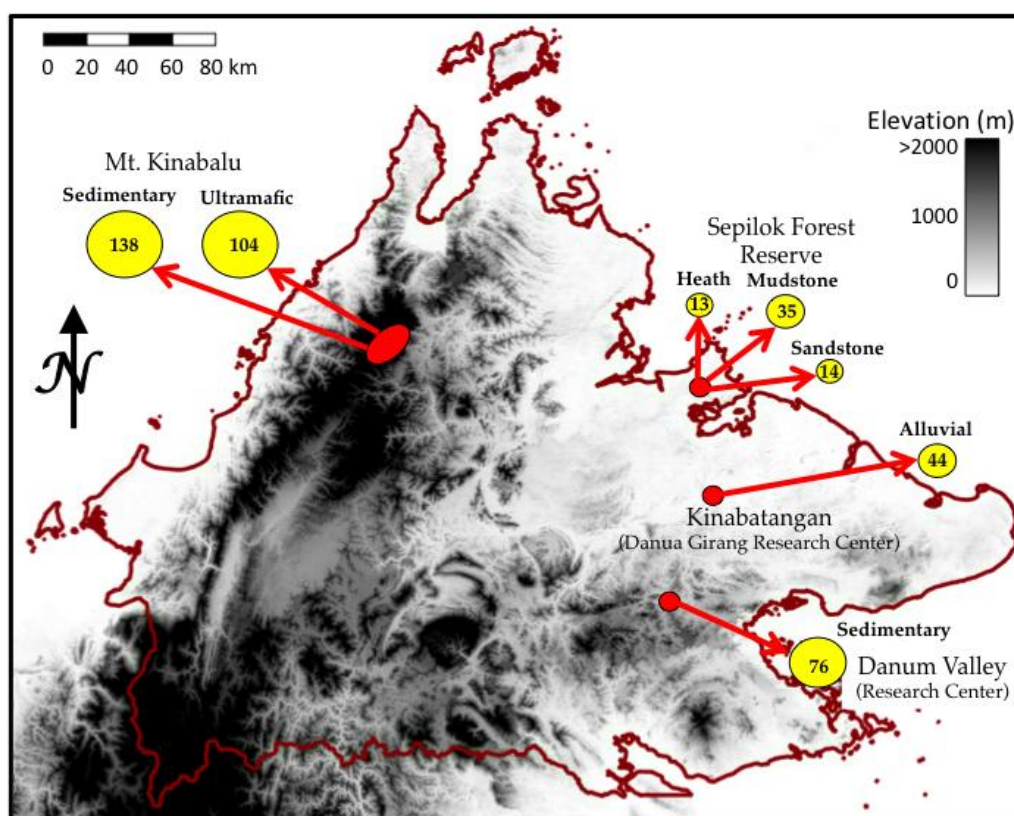 0 20 40 60 80 km
Elevation (m)
>2000
1000
0
Mt. Kinabalu
Sedimentary
Ultramafic
138
104
N
Sepilok Forest
Reserve
Heath
Mudstone
13
35
Sandstone
14
Alluvial
44
Kinabatangan
(Danua Girang Research Center)
Sedimentary
76
Danum Valley
(Research Center)